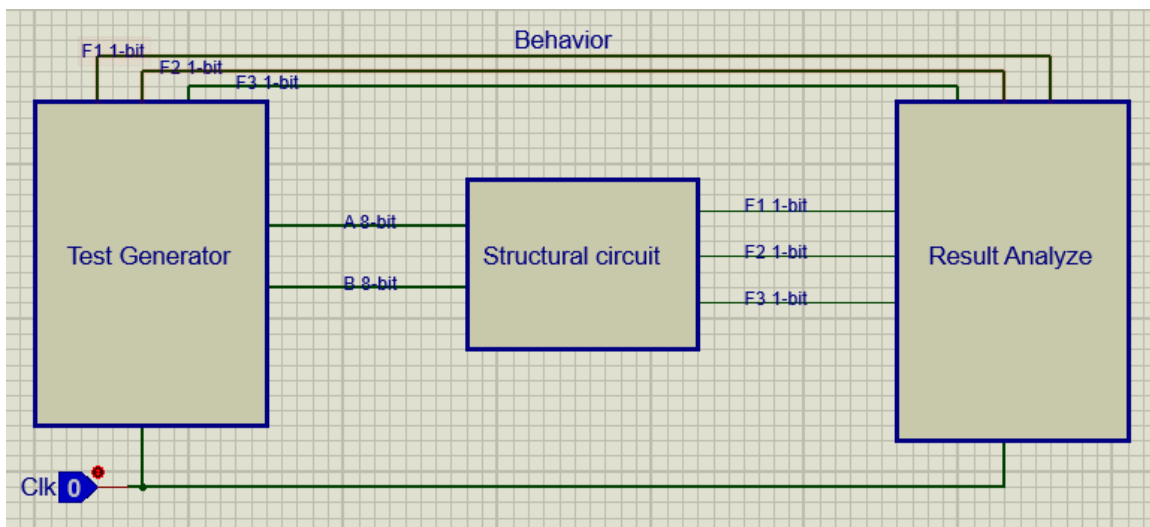 Behavior
F1 1-bit
F2 1-bit
F3 1-bit
Test Generator
A 8-bit
B 8-bit
Structural circuit
F1 1-bit
F2 1-bit
F3 1-bit
Result Analyze
Clk 0